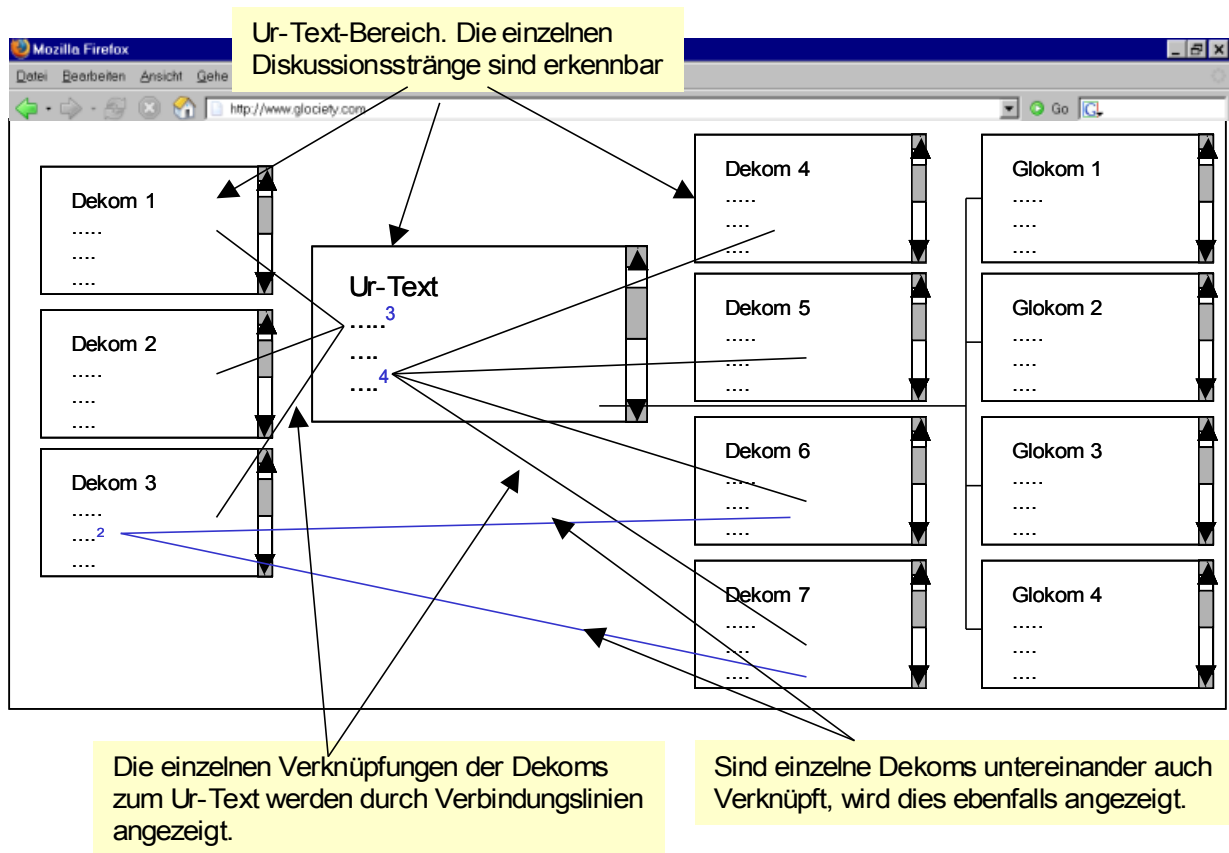 Ur-Text-Bereich. Die einzelnen
Diskussionsstränge sind erkennbar
Mozilla Firefox
Datei Bearbeiten Ansicht Gehe
http://www.glociety.com
Go
Dekom 1
.....
....
....
Dekom 2
.....
....
....
Dekom 3
.....
....2
....
Ur-Text
.....3
....
....4
Dekom 4
.....
....
....
Dekom 5
.....
....
....
Dekom 6
.....
....
....
Dekom 7
.....
....
....
Glokom 1
.....
....
....
Glokom 2
.....
....
....
Glokom 3
.....
....
....
Glokom 4
.....
....
....
Die einzelnen Verknüpfungen der Dekoms
zum Ur-Text werden durch Verbindungslinien
angezeigt.
Sind einzelne Dekoms untereinander auch
Verknüpft, wird dies ebenfalls angezeigt.